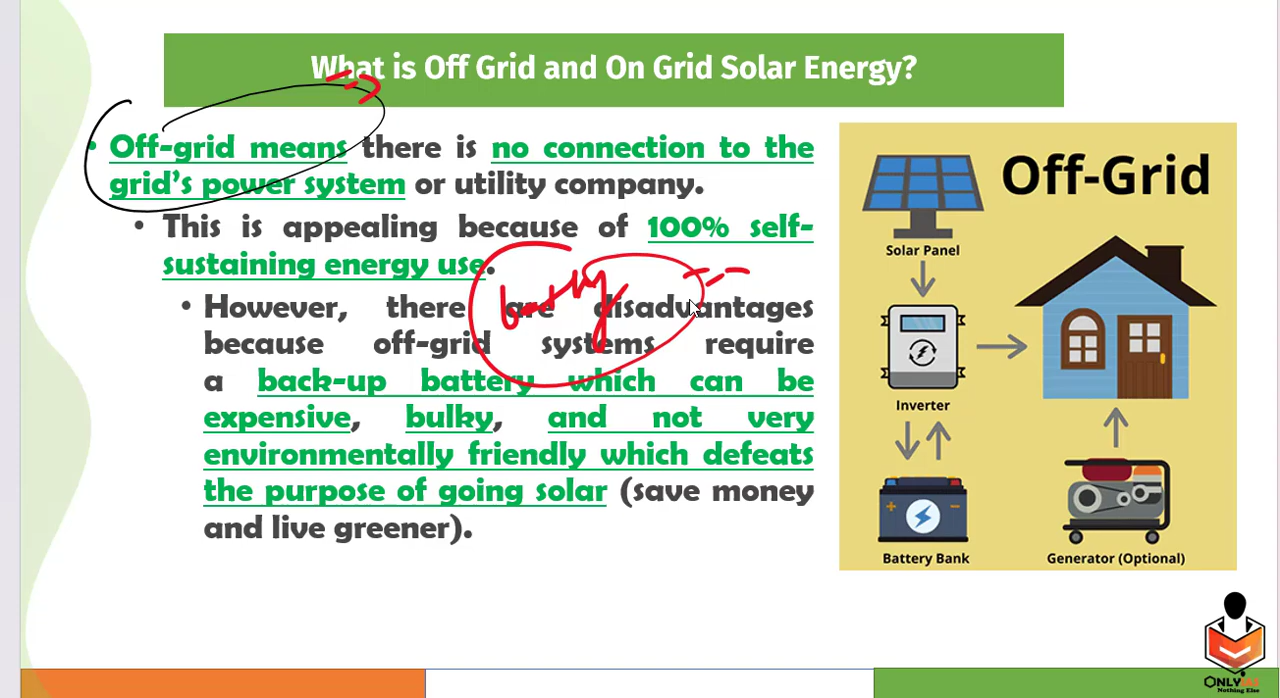 What is Off Grid and On Grid Solar Energy?
• Off-grid means there is no connection to the
grid's power system or utility company.
• This is appealing because of 100% self-
sustaining energy use.
• However, there are disadvantages
because off-grid systems require
a back-up battery which can be
expensive, bulky, and not very
environmentally friendly which defeats
the purpose of going solar (save money
and live greener).
Off-Grid
Solar Panel
Inverter
Battery Bank
Generator (Optional)
Nothing Else